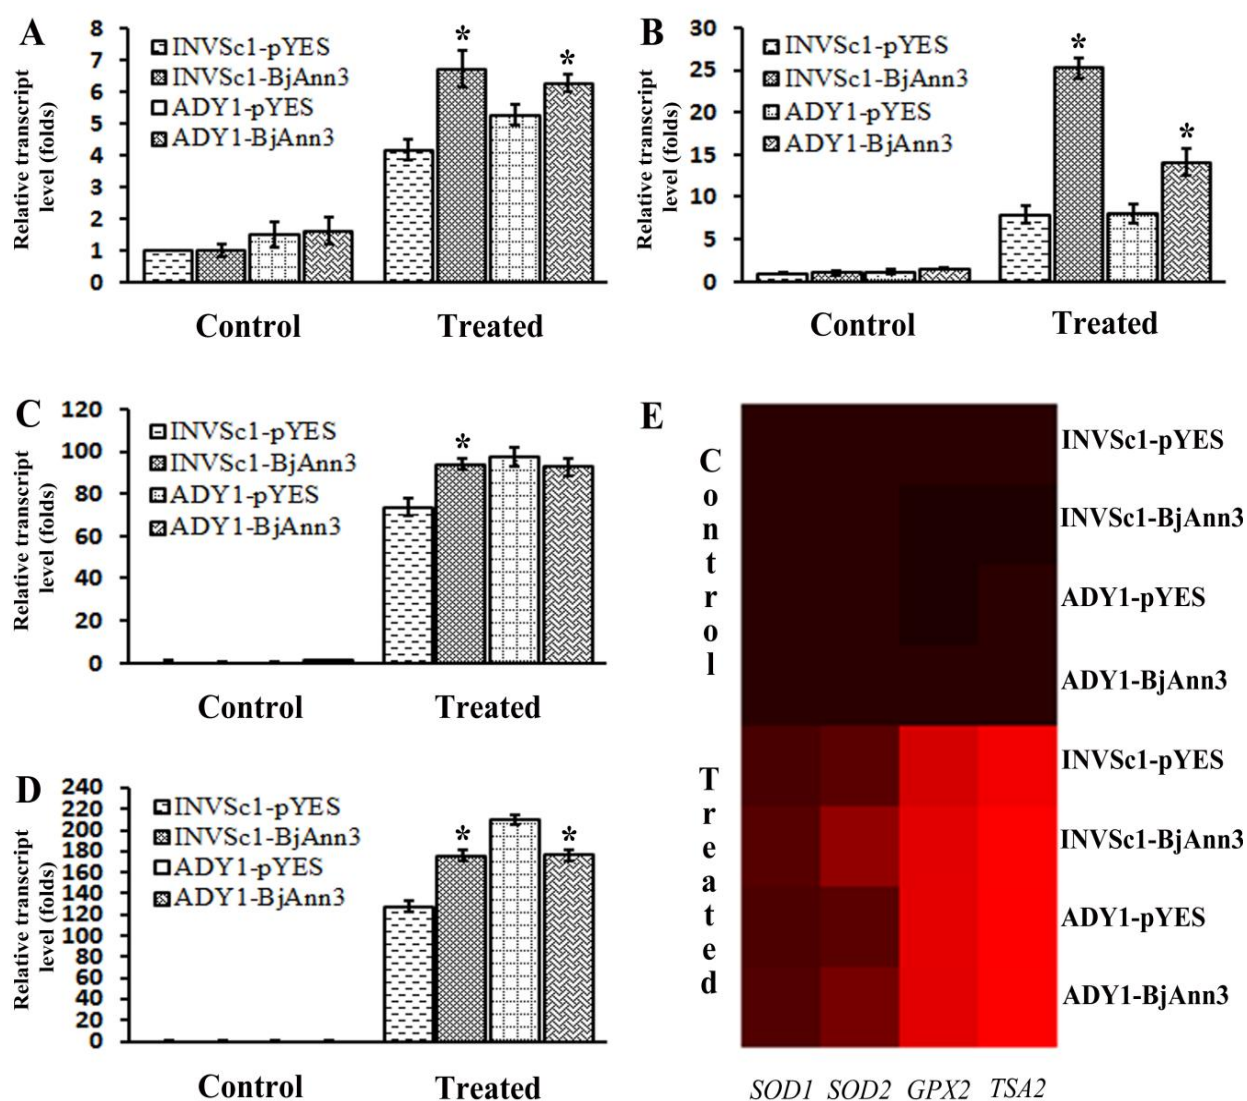 A
Relative transcript
level (folds)
8
7
6
5
4
3
2
1
0
INVSc1-pYES
INVSc1-BjAnn3
ADY1-pYES
ADY1-BjAnn3
*
*
Control
Treated
B
Relative transcript
level (folds)
30
25
20
15
10
5
0
INVSc1-pYES
INVSc1-BjAnn3
ADY1-pYES
ADY1-BjAnn3
*
*
Control
Treated
C
Relative transcript
level (folds)
120
100
80
60
40
20
0
INVSc1-pYES
INVSc1-BjAnn3
ADY1-pYES
ADY1-BjAnn3
*
Control
Treated
D
Relative transcript
level (folds)
240
220
200
180
160
140
120
100
80
60
40
20
0
INVSc1-pYES
INVSc1-BjAnn3
ADY1-pYES
ADY1-BjAnn3
*
*
Control
Treated
E
Control
Treated
INVSc1-pYES
INVSc1-BjAnn3
ADY1-pYES
ADY1-BjAnn3
INVSc1-pYES
INVSc1-BjAnn3
ADY1-pYES
ADY1-BjAnn3
SOD1 SOD2 GPX2 TSA2